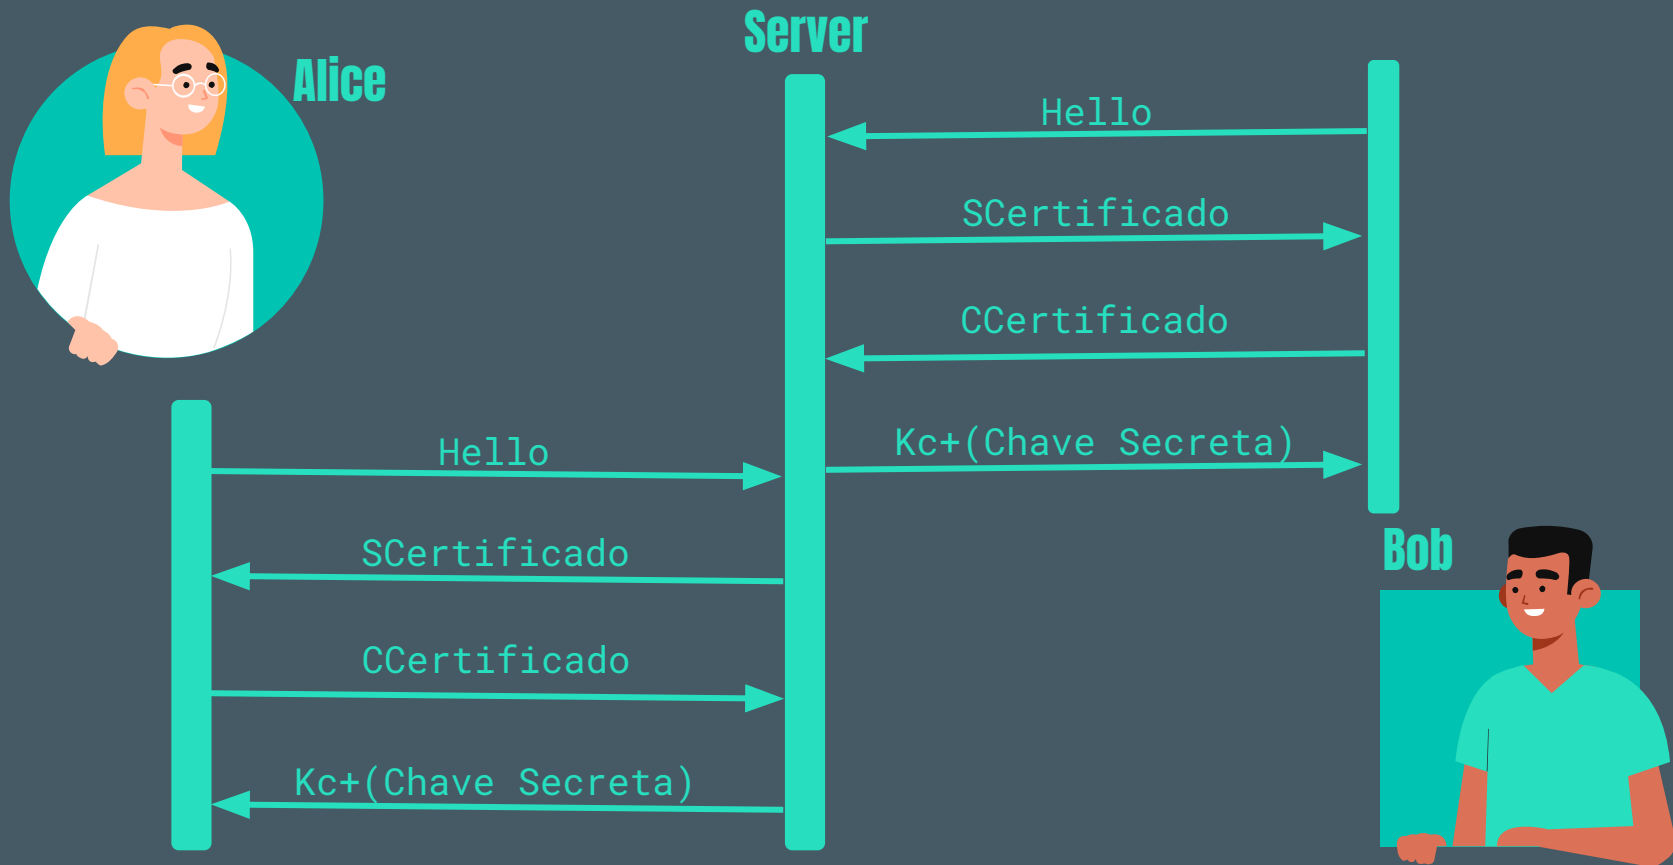 Server
Alice
Hello
SCertificado
CCertificado
Kc+(Chave Secreta)
Hello
SCertificado
CCertificado
Kc+(Chave Secreta)
Bob